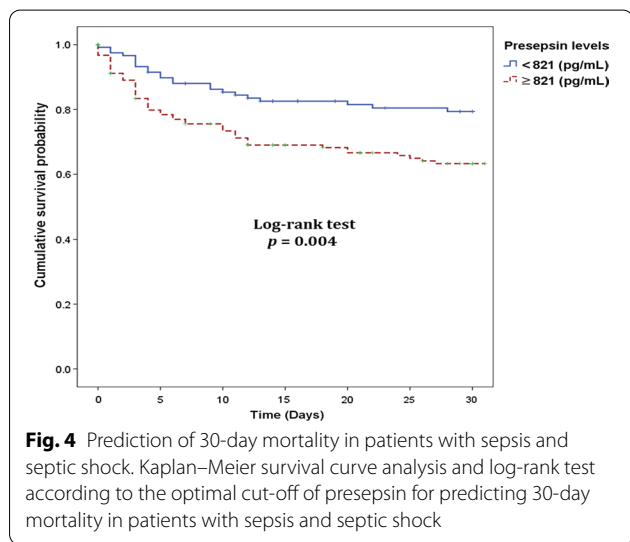 Presepsin levels
< 821 (pg/mL)
≥ 821 (pg/mL)
Cumulative survival probability
1.0
0.8
0.6
0.4
0.2
0.0
Log-rank test
p = 0.004
0 5 10 15 20 25 30
Time (Days)
Fig. 4 Prediction of 30-day mortality in patients with sepsis and
septic shock. Kaplan–Meier survival curve analysis and log-rank test
according to the optimal cut-off of presepsin for predicting 30-day
mortality in patients with sepsis and septic shock